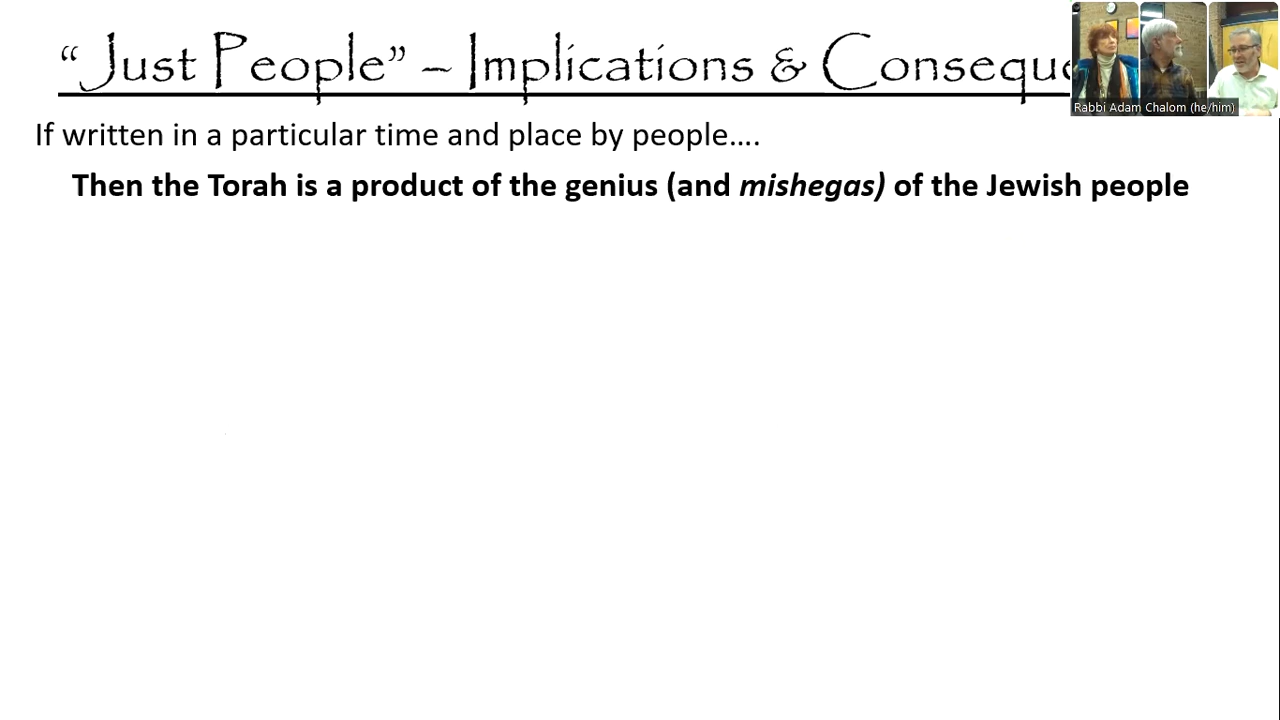 “Just People” – Implications & Conseque
If written in a particular time and place by people….
Then the Torah is a product of the genius (and mishegas) of the Jewish people
Rabbi Adam Chalom (he/him)